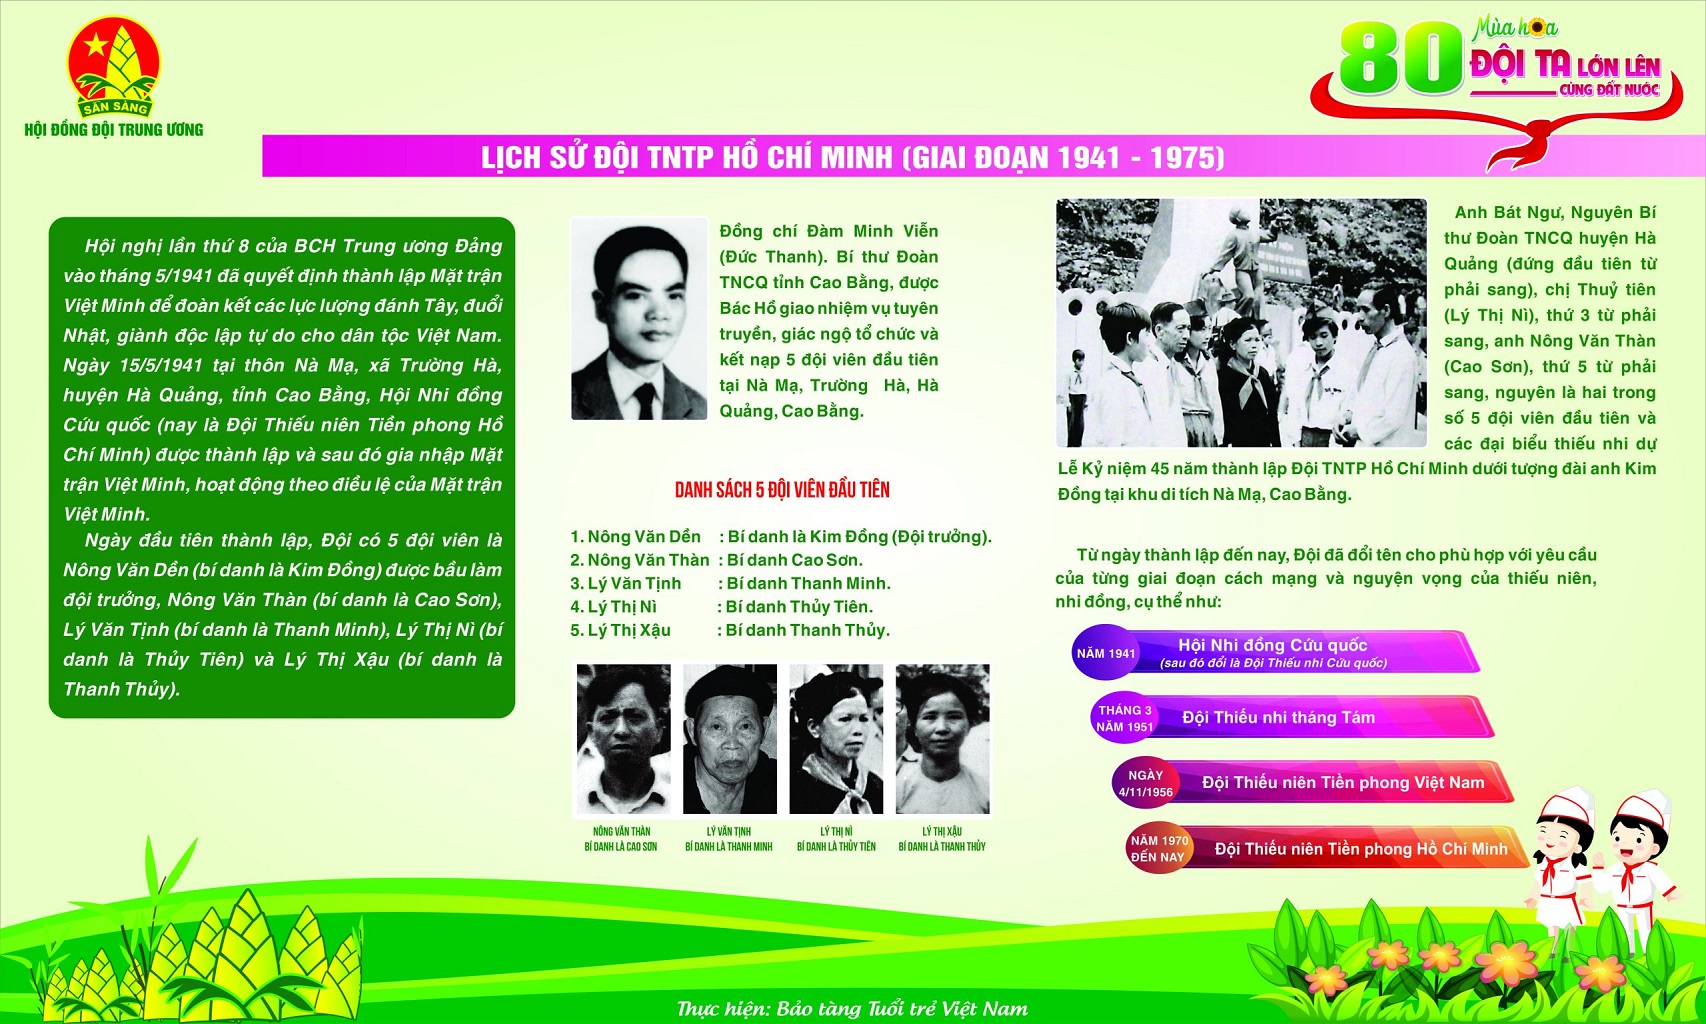 SẴN SÀNG
HỘI ĐỒNG ĐỘI TRUNG ƯƠNG
80 Mùa hoa
ĐỘI TA LỚN LÊN
CÙNG ĐẤT NƯỚC
LỊCH SỬ ĐỘI TNTP HỒ CHÍ MINH (GIAI ĐOẠN 1941 - 1975)
Hội nghị lần thứ 8 của BCH Trung ương Đảng
vào tháng 5/1941 đã quyết định thành lập Mặt trận
Việt Minh để đoàn kết các lực lượng đánh Tây, đuổi
Nhật, giành độc lập tự do cho dân tộc Việt Nam.
Ngày 15/5/1941 tại thôn Nà Mạ, xã Trường Hà,
huyện Hà Quảng, tỉnh Cao Bằng, Hội Nhi đồng
Cứu quốc (nay là Đội Thiếu niên Tiền phong Hồ
Chí Minh) được thành lập và sau đó gia nhập Mặt
trận Việt Minh, hoạt động theo điều lệ của Mặt trận
Việt Minh.
Ngày đầu tiên thành lập, Đội có 5 đội viên là
Nông Văn Dền (bí danh là Kim Đồng) được bầu làm
đội trưởng, Nông Văn Thàn (bí danh là Cao Sơn),
Lý Văn Tịnh (bí danh là Thanh Minh), Lý Thị Nì (bí
danh là Thủy Tiên) và Lý Thị Xậu (bí danh là
Thanh Thủy).
Đồng chí Đàm Minh Viễn
(Đức Thanh). Bí thư Đoàn
TNCQ tỉnh Cao Bằng, được
Bác Hồ giao nhiệm vụ tuyên
truyền, giác ngộ tổ chức và
kết nạp 5 đội viên đầu tiên
tại Nà Mạ, Trường Hà, Hà
Quảng, Cao Bằng.
DANH SÁCH 5 ĐỘI VIÊN ĐẦU TIÊN
1. Nông Văn Dền : Bí danh là Kim Đồng (Đội trưởng).
2. Nông Văn Thàn : Bí danh Cao Sơn.
3. Lý Văn Tịnh : Bí danh Thanh Minh.
4. Lý Thị Nì : Bí danh Thủy Tiên.
5. Lý Thị Xậu : Bí danh Thanh Thủy.
NÔNG VĂN THÀN
BÍ DANH LÀ CAO SƠN
LÝ VĂN TỊNH
BÍ DANH LÀ THANH MINH
LÝ THỊ NÌ
BÍ DANH LÀ THỦY TIÊN
LÝ THỊ XẬU
BÍ DANH LÀ THANH THỦY
Anh Bát Ngư, Nguyên Bí
thư Đoàn TNCQ huyện Hà
Quảng (đứng đầu tiên từ
phải sang), chị Thuỷ tiên
(Lý Thị Nì), thứ 3 từ phải
sang, anh Nông Văn Thàn
(Cao Sơn), thứ 5 từ phải
sang, nguyên là hai trong
số 5 đội viên đầu tiên và
các đại biểu thiếu nhi dự
Lễ Kỷ niệm 45 năm thành lập Đội TNTP Hồ Chí Minh dưới tượng đài anh Kim
Đồng tại khu di tích Nà Mạ, Cao Bằng.
Từ ngày thành lập đến nay, Đội đã đổi tên cho phù hợp với yêu cầu
của từng giai đoạn cách mạng và nguyện vọng của thiếu niên,
nhi đồng, cụ thể như:
NĂM 1941
Hội Nhi đồng Cứu quốc
(sau đó đổi là Đội Thiếu nhi Cứu quốc)
THÁNG 3
NĂM 1951
Đội Thiếu nhi tháng Tám
NGÀY
4/11/1956
Đội Thiếu niên Tiền phong Việt Nam
NĂM 1970
ĐẾN NAY
Đội Thiếu niên Tiền phong Hồ Chí Minh
Thực hiện: Bảo tàng Tuổi trẻ Việt Nam